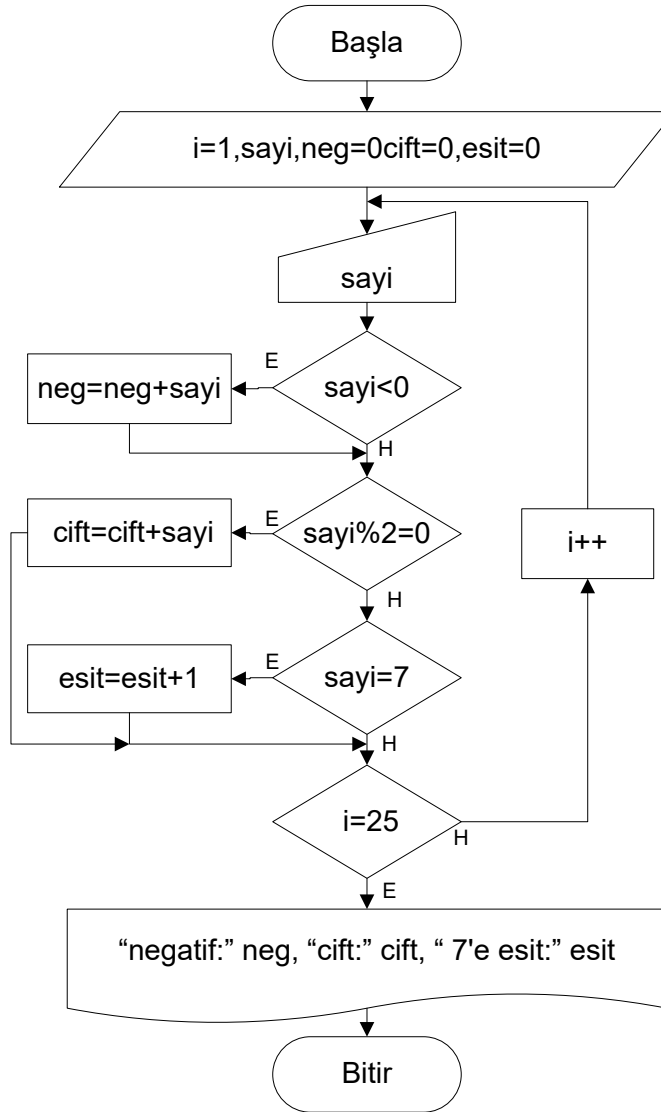 Başla
i=1,sayi,neg=0cift=0,esit=0
sayi
sayi<0
E
neg=neg+sayi
H
sayi%2=0
E
cift=cift+sayi
H
i++
sayi=7
E
esit=esit+1
H
i=25
H
E
“negatif:” neg, “cift:” cift, “ 7'e esit:” esit
Bitir